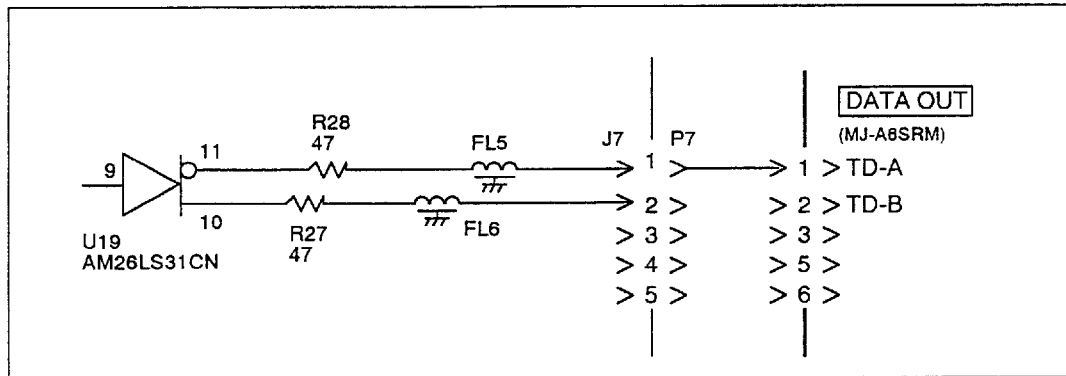 DATA OUT
(MJ-A8SRM)
R28
47
FL5
J7
P7
9
11
1
1
TD-A
10
2
2
TD-B
U19
AM26LS31CN
R27
47
FL6
3
3
4
5
5
6